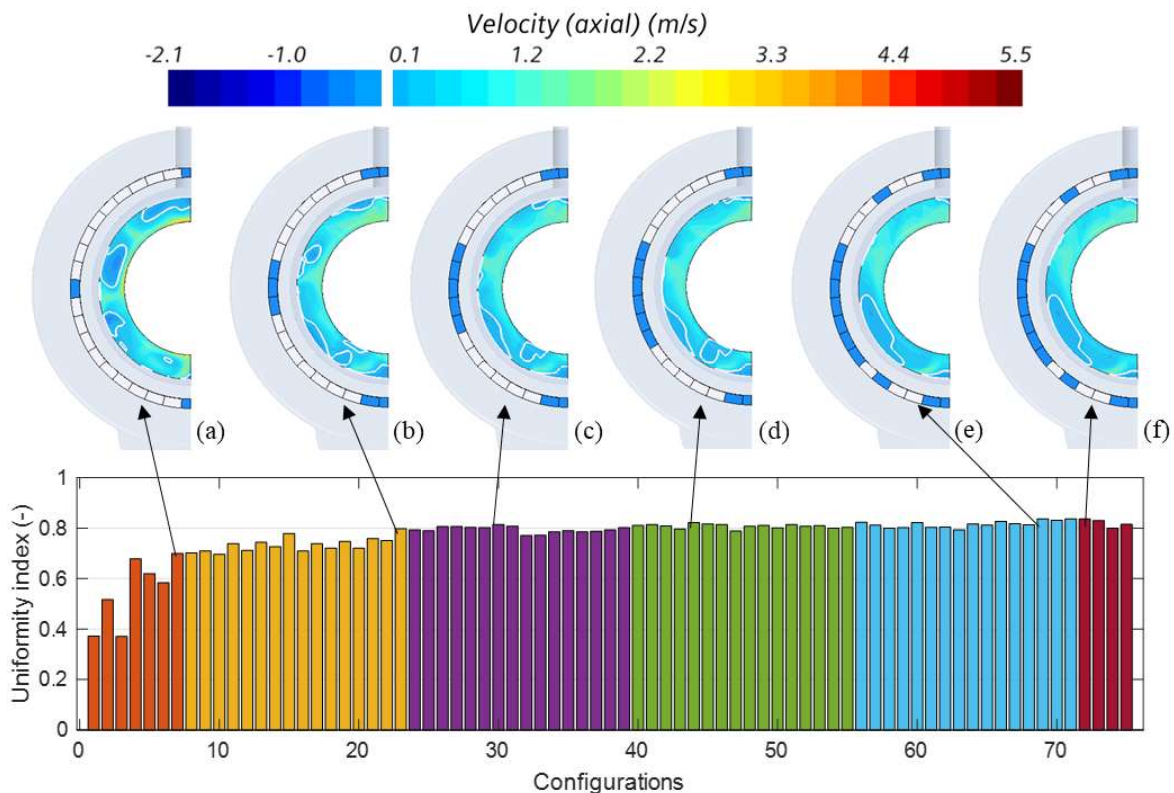 Velocity (axial) (m/s)
-2.1 -1.0 0.1 1.2 2.2 3.3 4.4 5.5
(a) (b) (c) (d) (e) (f)
Uniformity index (-)
1
0.8
0.6
0.4
0.2
0
0 10 20 30 40 50 60 70
Configurations